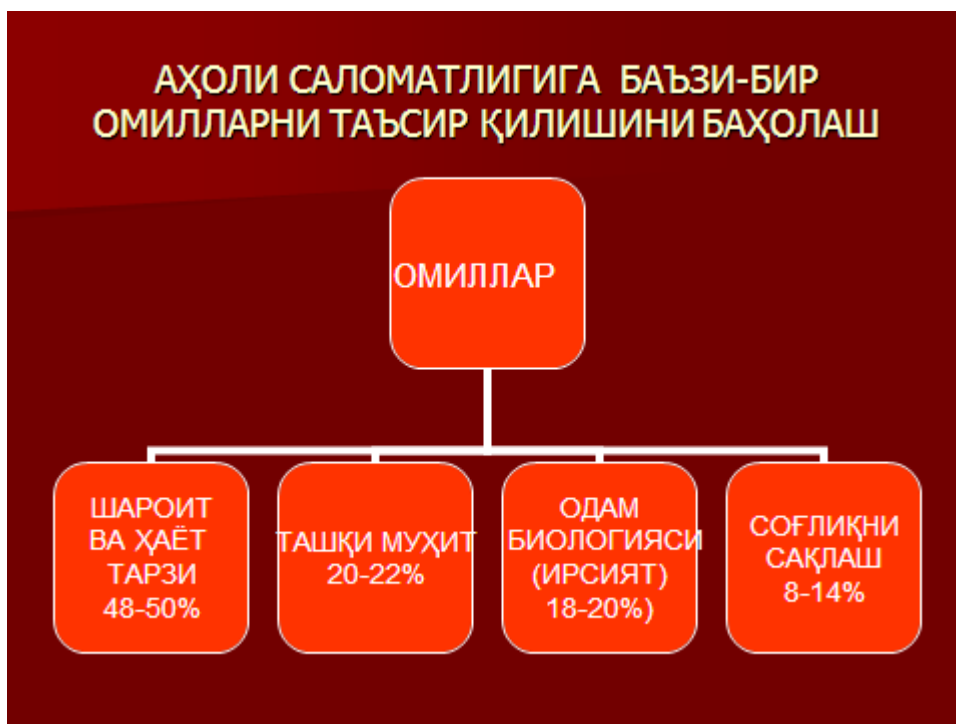 АҲОЛИ САЛОМАТЛИГИГА БАЪЗИ-БИР
ОМИЛЛАРНИ ТАЪСИР ҚИЛИШИНИ БАҲОЛАШ
ОМИЛЛАР
ШАРОИТ
ВА ҲАЁТ
ТАРЗИ
48-50%
ТАШҚИ МУҲИТ
20-22%
ОДАМ
БИОЛОГИЯСИ
(ИРСИЯТ)
18-20%)
СОҒЛИҚНИ
САҚЛАШ
8-14%